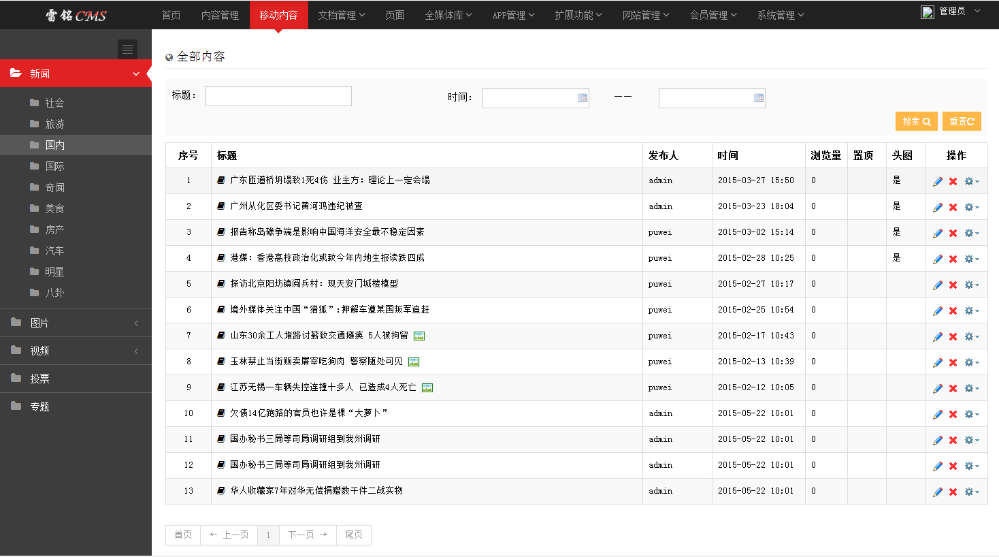 雷铭CMS 首页 内容管理 移动内容 文档管理 页面 全媒体库 APP管理 扩展功能 网站管理 会员管理 系统管理 管理员
新闻
社会
旅游
国内
国际
奇闻
美食
房产
汽车
明星
八卦
图片
视频
投票
专题
全部内容
标题: 时间: ——
搜索 重置
序号 标题 发布人 时间 浏览量 置顶 头图 操作
1 广东匝道桥坍塌致1死4伤 业主方: 理论上一定会塌 admin 2015-03-27 15:50 0 是
2 广州从化区委书记黄河鸿违纪被查 admin 2015-03-23 18:04 0 是
3 报告称岛礁争端是影响中国海洋安全最不稳定因素 puwei 2015-03-02 15:14 0 是
4 港媒: 香港高校政治化或致今年内地生报读跌四成 puwei 2015-02-28 10:25 0 是
5 探访北京阳坊镇阅兵村: 现天安门城楼模型 puwei 2015-02-27 10:17 0
6 境外媒体关注中国“猎狐”:押解车遭某国叛军追赶 puwei 2015-02-25 10:54 0
7 山东30余工人堵路讨薪致交通瘫痪 5人被拘留 puwei 2015-02-17 10:43 0
8 玉林禁止当街贩卖屠宰吃狗肉 警察随处可见 puwei 2015-02-13 10:39 0
9 江苏无锡一车辆失控连撞十多人 已造成4人死亡 puwei 2015-02-12 10:05 0
10 欠债14亿跑路的官员也许是棵“大萝卜” admin 2015-05-22 10:01 0
11 国办秘书三局等司局调研组到我州调研 admin 2015-05-22 10:01 0
12 国办秘书三局等司局调研组到我州调研 admin 2015-05-22 10:01 0
13 华人收藏家7年对华无偿捐赠数千件二战实物 admin 2015-05-22 10:01 0
首页 ← 上一页 1 下一页 → 尾页